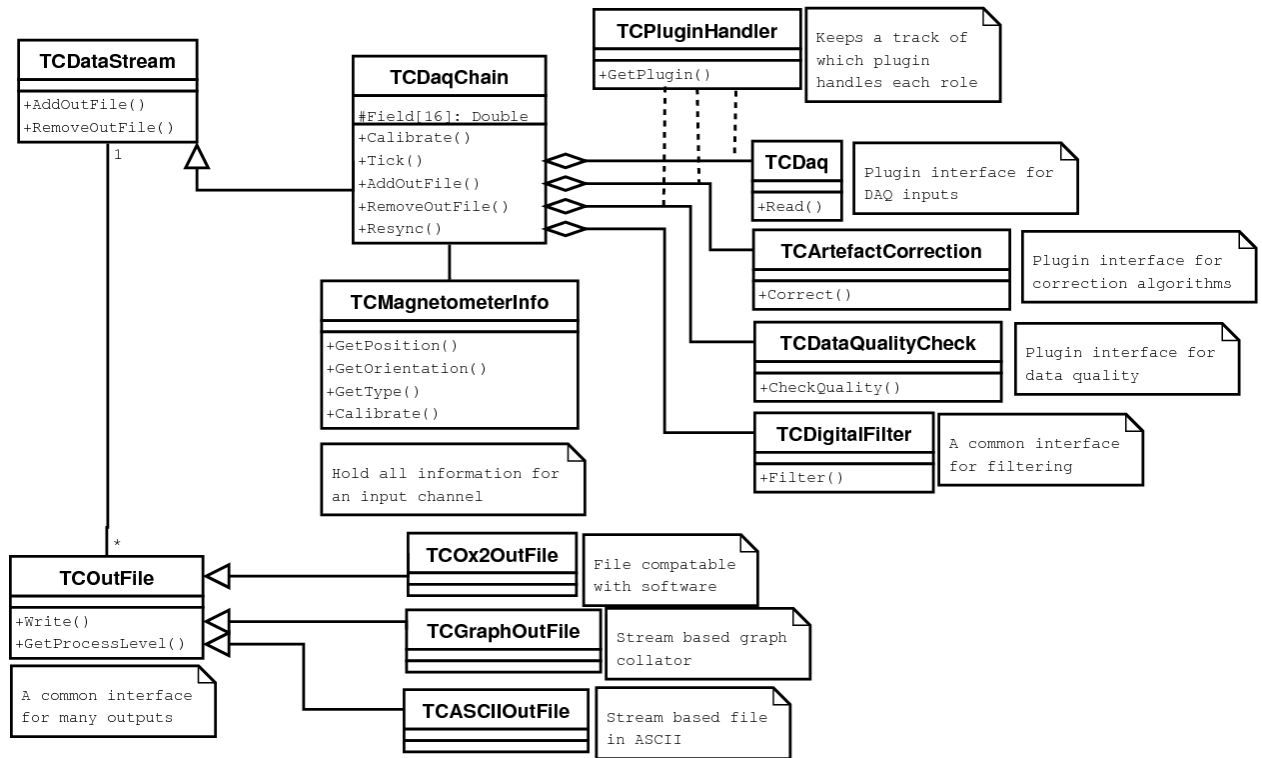 TCDataStream
+AddOutFile()
+RemoveOutFile()
1
TCDaqChain
#Field[16]: Double
+Calibrate()
+Tick()
+AddOutFile()
+RemoveOutFile()
+Resync()
TCPluginHandler
+GetPlugin()
Keeps a track of
which plugin
handles each role
TCDaq
+Read()
Plugin interface for
DAQ inputs
TCArtefactCorrection
+Correct()
Plugin interface for
correction algorithms
TCMagnetometerInfo
+GetPosition()
+GetOrientation()
+GetType()
+Calibrate()
TCDataQualityCheck
+CheckQuality()
Plugin interface for
data quality
TCDigitalFilter
+Filter()
A common interface
for filtering
Hold all information for
an input channel
*
TCOutFile
+Write()
+GetProcessLevel()
A common interface
for many outputs
TCOx2OutFile
File compatable
with software
TCGraphOutFile
Stream based graph
collator
TCASCIIOutFile
Stream based file
in ASCII